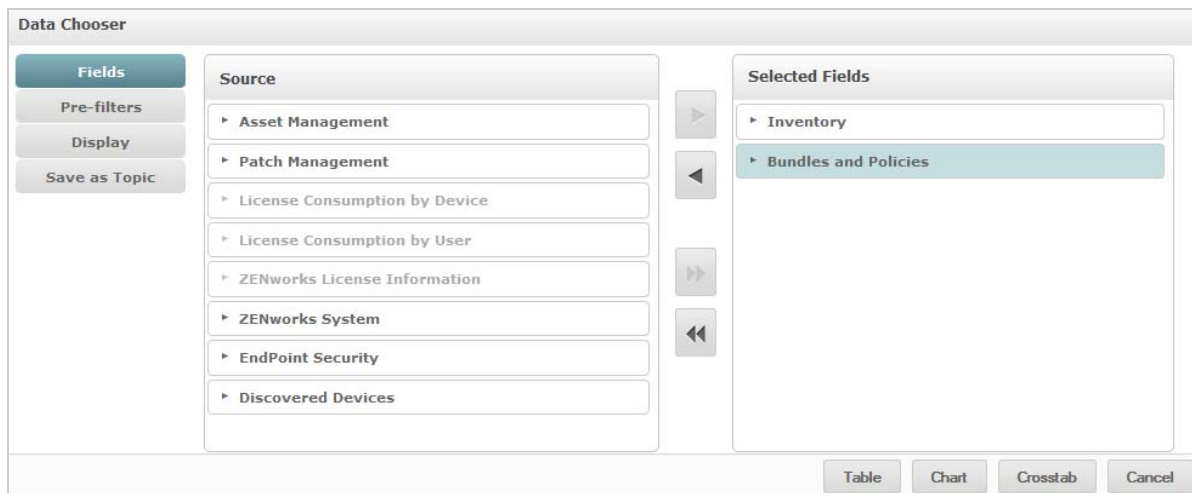 Data Chooser
Fields
Pre-filters
Display
Save as Topic
Source
Asset Management
Patch Management
License Consumption by Device
License Consumption by User
ZENworks License Information
ZENworks System
EndPoint Security
Discovered Devices
Selected Fields
Inventory
Bundles and Policies
Table
Chart
Crosstab
Cancel